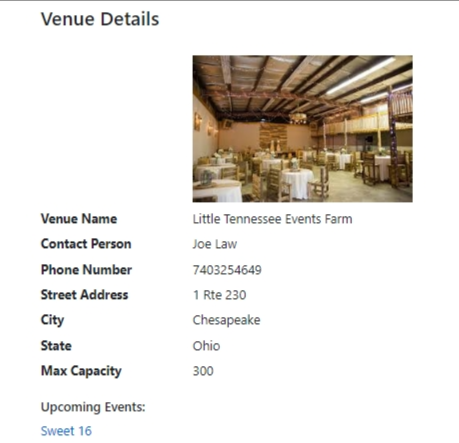 Venue Details
Venue Name Little Tennessee Events Farm
Contact Person Joe Law
Phone Number 7403254649
Street Address 1 Rte 230
City Chesapeake
State Ohio
Max Capacity 300
Upcoming Events:
Sweet 16